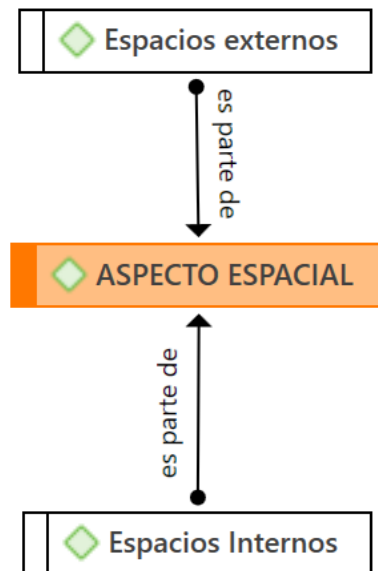 Espacios externos
es parte de
ASPECTO ESPACIAL
es parte de
Espacios Internos